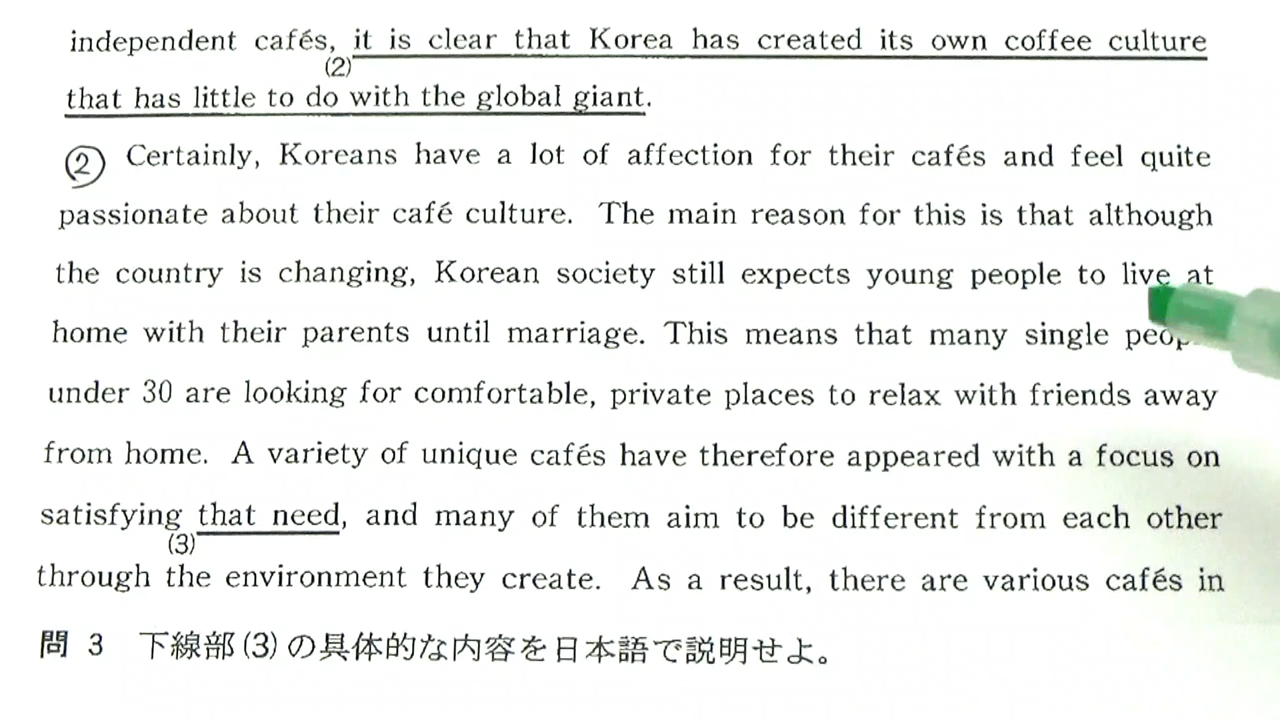 independent cafés, it is clear that Korea has created its own coffee culture
(2)
that has little to do with the global giant.
② Certainly, Koreans have a lot of affection for their cafés and feel quite
passionate about their café culture. The main reason for this is that although
the country is changing, Korean society still expects young people to live at
home with their parents until marriage. This means that many single
under 30 are looking for comfortable, private places to relax with friends away
from home. A variety of unique cafés have therefore appeared with a focus on
satisfying that need, and many of them aim to be different from each other
(3)
through the environment they create. As a result, there are various cafés in
問 3 下線部(3)の具体的な内容を日本語で説明せよ。